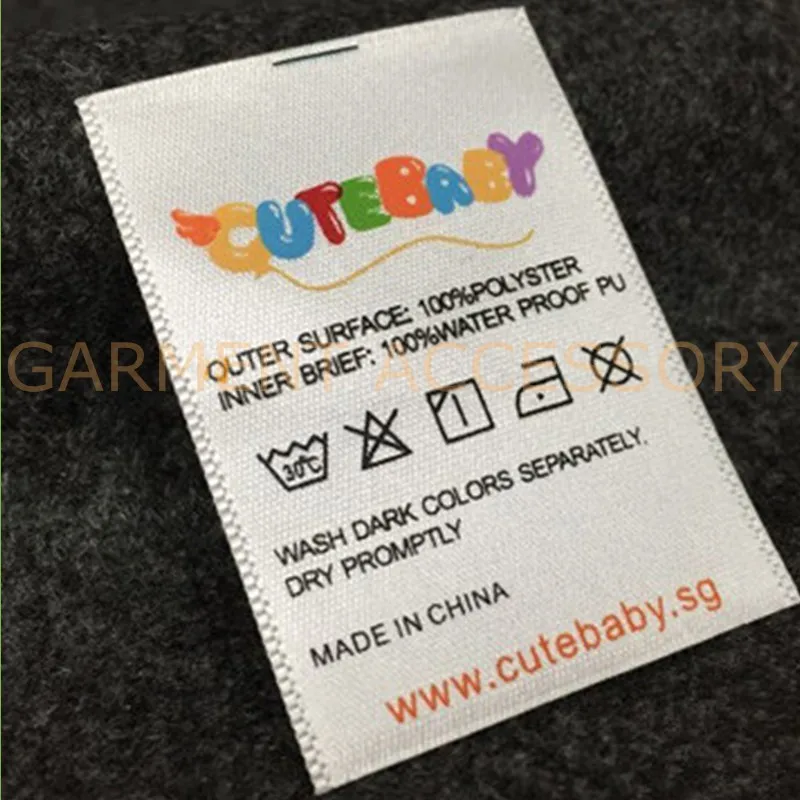 CUTEBABY
OUTER SURFACE: 100%POLYSTER
INNER BRIEF: 100%WATER PROOF PU
GARMENT ACCESSORY
30℃
WASH DARK COLORS SEPARATELY.
DRY PROMPTLY
MADE IN CHINA
www.cutebaby.sg